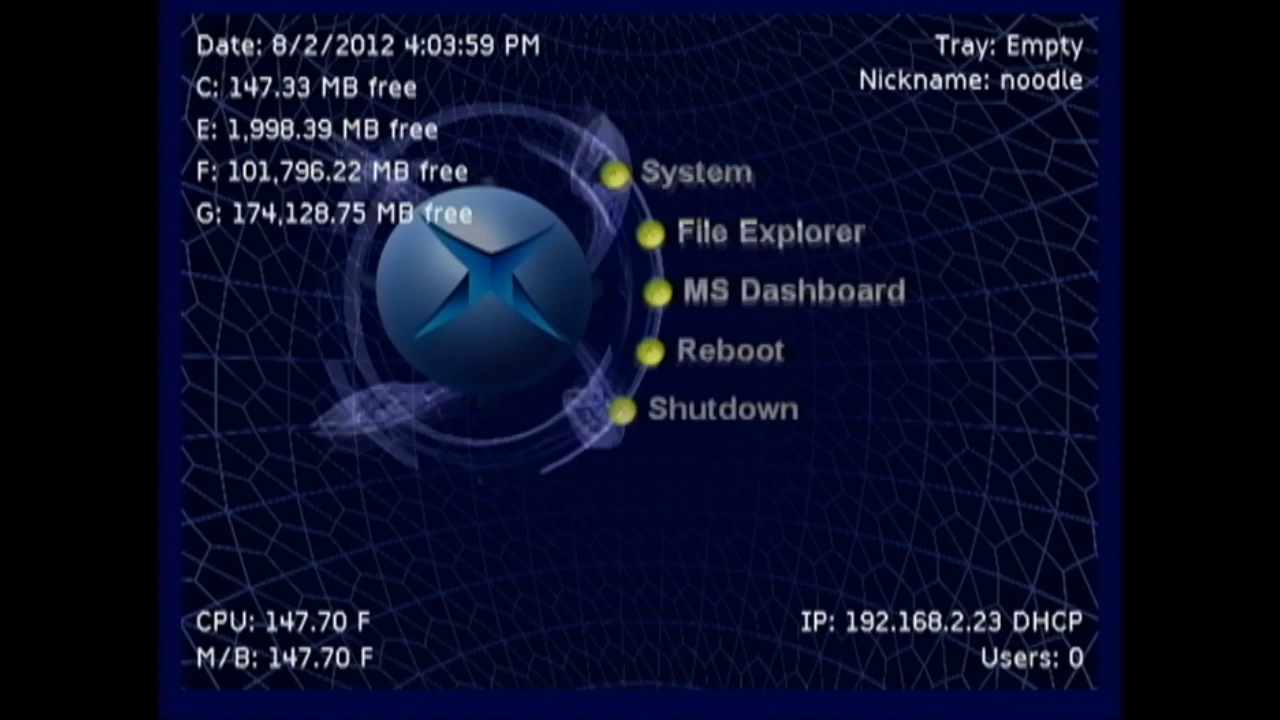 Date: 8/2/2012 4:03:59 PM
C: 147.33 MB free
E: 1,998.39 MB free
F: 101,796.22 MB free
G: 174,128.75 MB free
Tray: Empty
Nickname: noodle
System
File Explorer
MS Dashboard
Reboot
Shutdown
CPU: 147.70 F
M/B: 147.70 F
IP: 192.168.2.23 DHCP
Users: 0